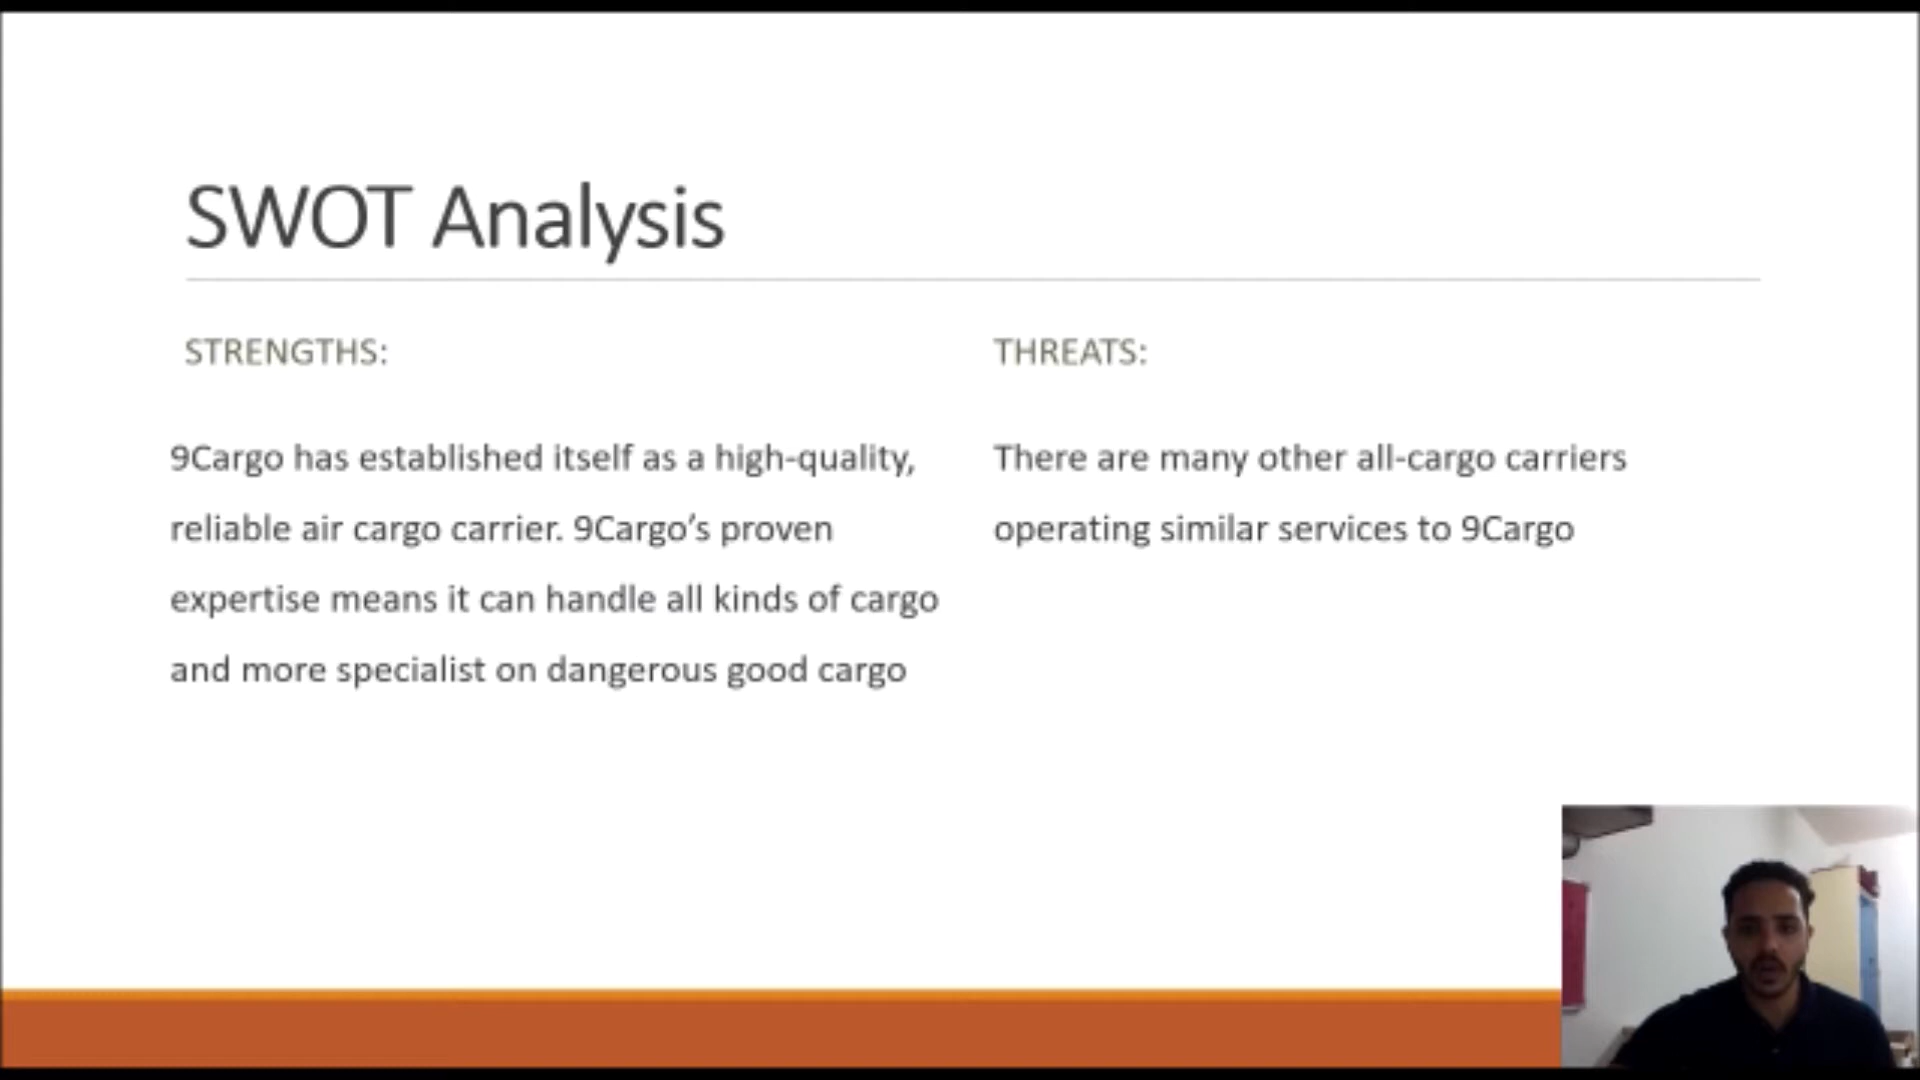 SWOT Analysis
STRENGTHS:
9Cargo has established itself as a high-quality,
reliable air cargo carrier. 9Cargo’s proven
expertise means it can handle all kinds of cargo
and more specialist on dangerous good cargo
THREATS:
There are many other all-cargo carriers
operating similar services to 9Cargo